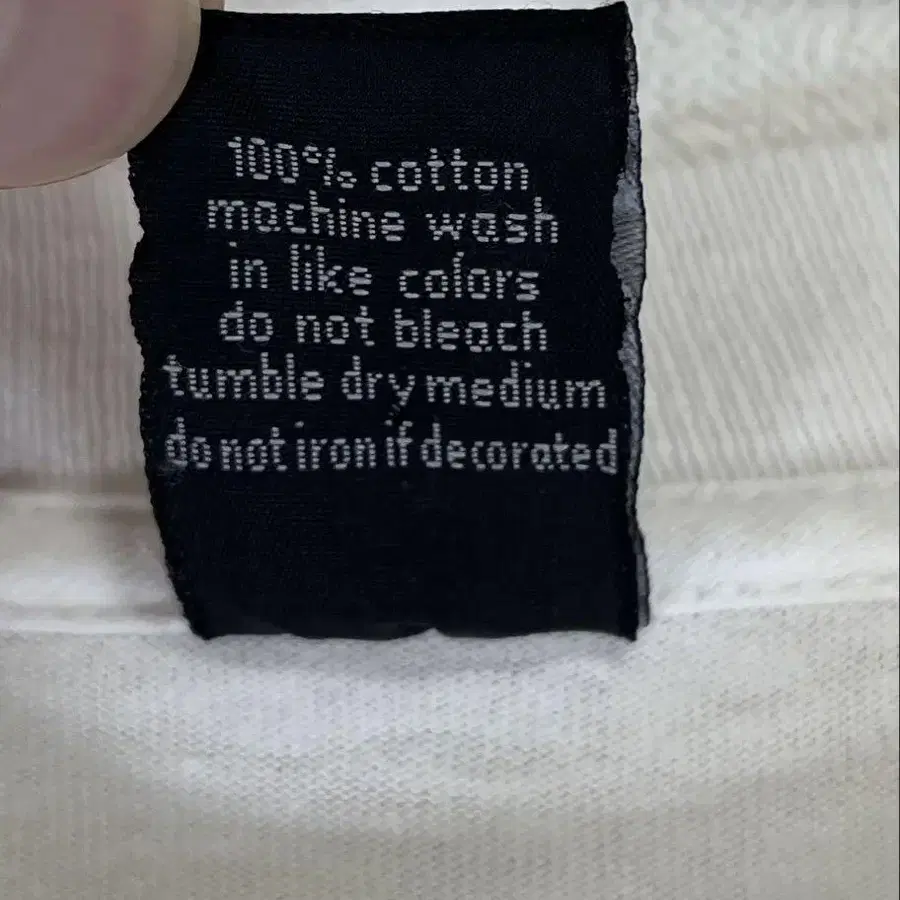 100% cotton
machine wash
in like colors
do not bleach
tumble dry medium
do not iron if decorated